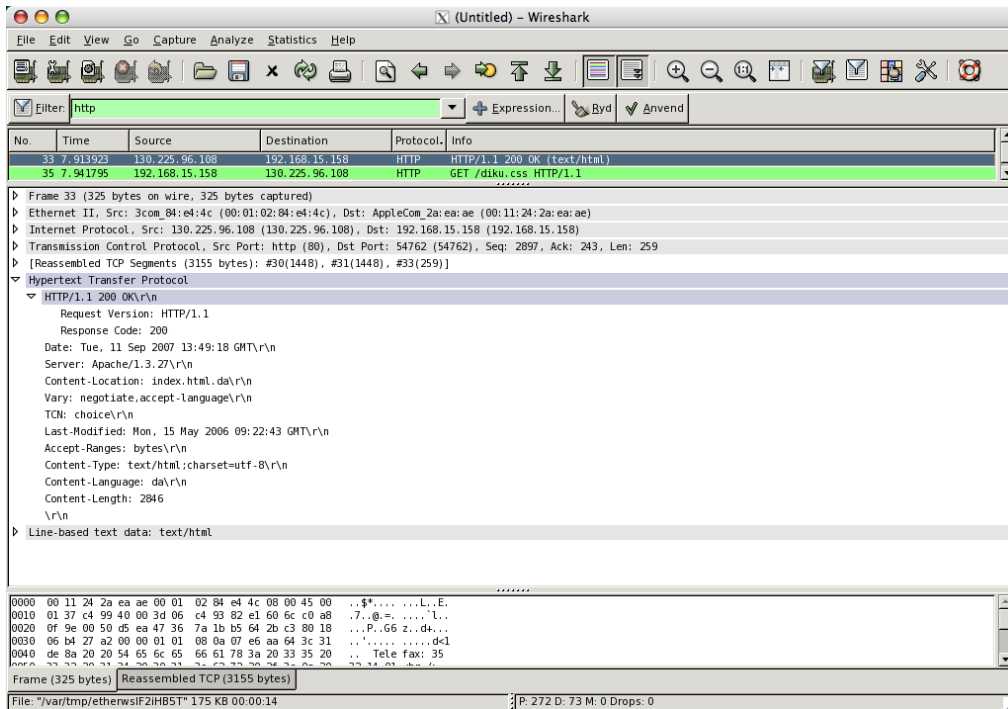 (Untitled) – Wireshark
File Edit View Go Capture Analyze Statistics Help
Filter: http Expression... Ryd Anvend
No. Time Source Destination Protocol Info
33 7.913923 130.225.96.108 192.168.15.158 HTTP HTTP/1.1 200 OK (text/html)
35 7.941795 192.168.15.158 130.225.96.108 HTTP GET /diku.css HTTP/1.1
Frame 33 (325 bytes on wire, 325 bytes captured)
Ethernet II, Src: 3com_84:e4:4c (00:01:02:84:e4:4c), Dst: AppleCom_2a:ea:ae (00:11:24:2a:ea:ae)
Internet Protocol, Src: 130.225.96.108 (130.225.96.108), Dst: 192.168.15.158 (192.168.15.158)
Transmission Control Protocol, Src Port: http (80), Dst Port: 54762 (54762), Seq: 2897, Ack: 243, Len: 259
[Reassembled TCP Segments (3155 bytes): #30(1448), #31(1448), #33(259)]
Hypertext Transfer Protocol
HTTP/1.1 200 OK\r\n
Request Version: HTTP/1.1
Response Code: 200
Date: Tue, 11 Sep 2007 13:49:18 GMT\r\n
Server: Apache/1.3.27\r\n
Content-Location: index.html.da\r\n
Vary: negotiate,accept-language\r\n
TCN: choice\r\n
Last-Modified: Mon, 15 May 2006 09:22:43 GMT\r\n
Accept-Ranges: bytes\r\n
Content-Type: text/html;charset=utf-8\r\n
Content-Language: da\r\n
Content-Length: 2846
\r\n
Line-based text data: text/html
0000 00 11 24 2a ea ae 00 01 02 84 e4 4c 08 00 45 00 ..$*.... ...L..E.
0010 01 37 c4 99 40 00 3d 06 c4 93 82 e1 60 6c c0 a8 .7..@.=. ....`l..
0020 0f 9e 00 50 d5 ea 47 36 7a 1b b5 64 2b c3 80 18 ...P..G6 z..d+...
0030 06 b4 27 a2 00 00 01 01 08 0a 07 e6 aa 64 3c 31 ..'..... .....d<1
0040 de 8a 20 20 54 65 6c 65 66 61 78 3a 20 33 35 20 .. Tele fax: 35
Frame (325 bytes) Reassembled TCP (3155 bytes)
File: "/var/tmp/etherwsIF2iHB5T" 175 KB 00:00:14 P: 272 D: 73 M: 0 Drops: 0